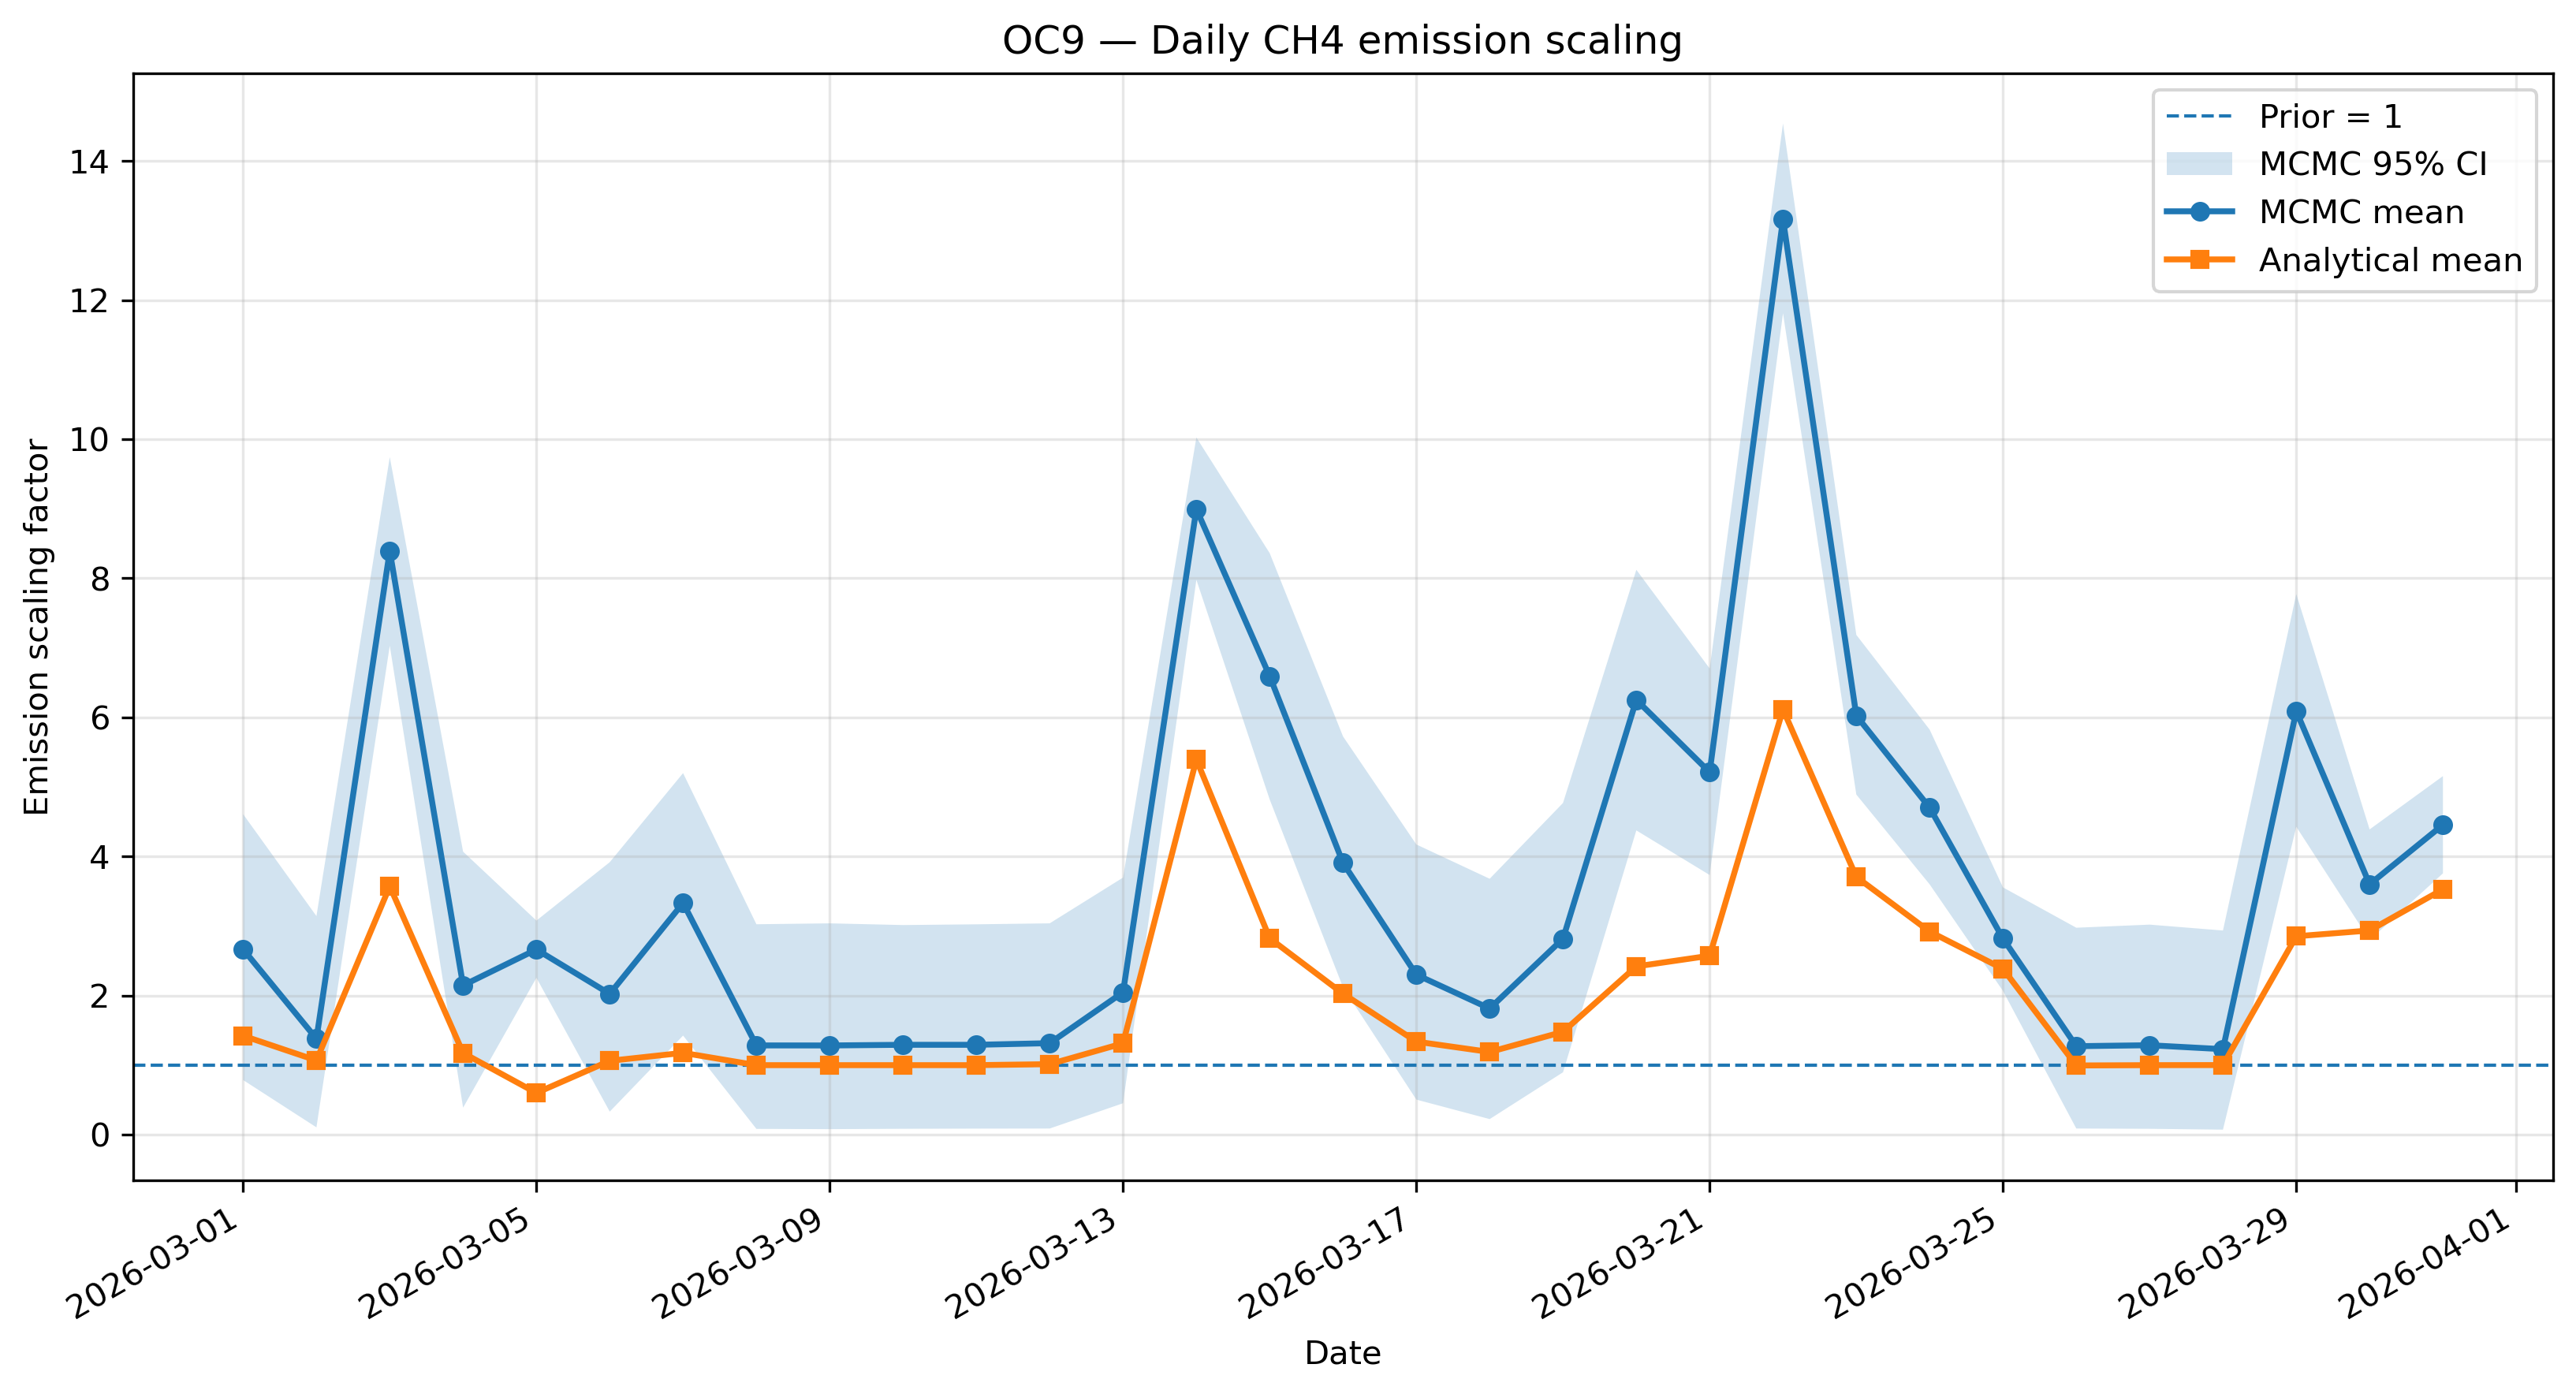 OC9 — Daily CH4 emission scaling
Prior = 1
MCMC 95% CI
MCMC mean
Analytical mean
Emission scaling factor
14
12
10
8
6
4
2
0
2026-03-01
2026-03-05
2026-03-09
2026-03-13
2026-03-17
2026-03-21
2026-03-25
2026-03-29
2026-04-01
Date